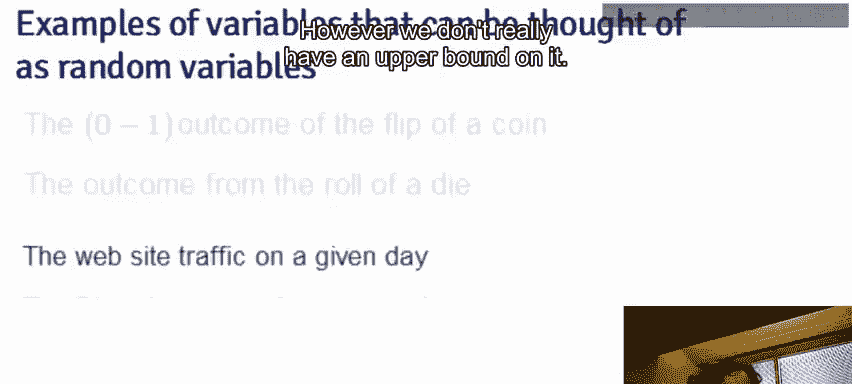 Examples of variables that can be thought of
as random variables
However we don't really
have an upper bound on it.
The (0 – 1) outcome of the flip of a coin
The outcome from the roll of a die
The web site traffic on a given day